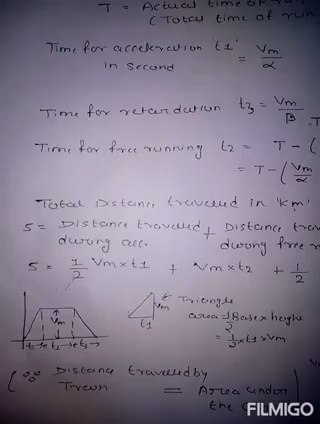 T = Actual time of run
(Total time of run
Time for acceleration 't1' = Vm/α
in second
Time for retardation t3 = Vm/β
Time for free running t2 = T - (
= T - (Vm/α
Total Distance travelled in 'km'
S = Distance travelled + Distance trav
during acc. during free r
S = 1/2 Vm × t1 + Vm × t2 + 1/2
Vm
t1 t2 t3
Vm
t1
Triangle
area = 1/2 Base × height
= 1/2 × t1 × Vm
(∵ Distance travelled by
Train = Area under
the
FILMIGO